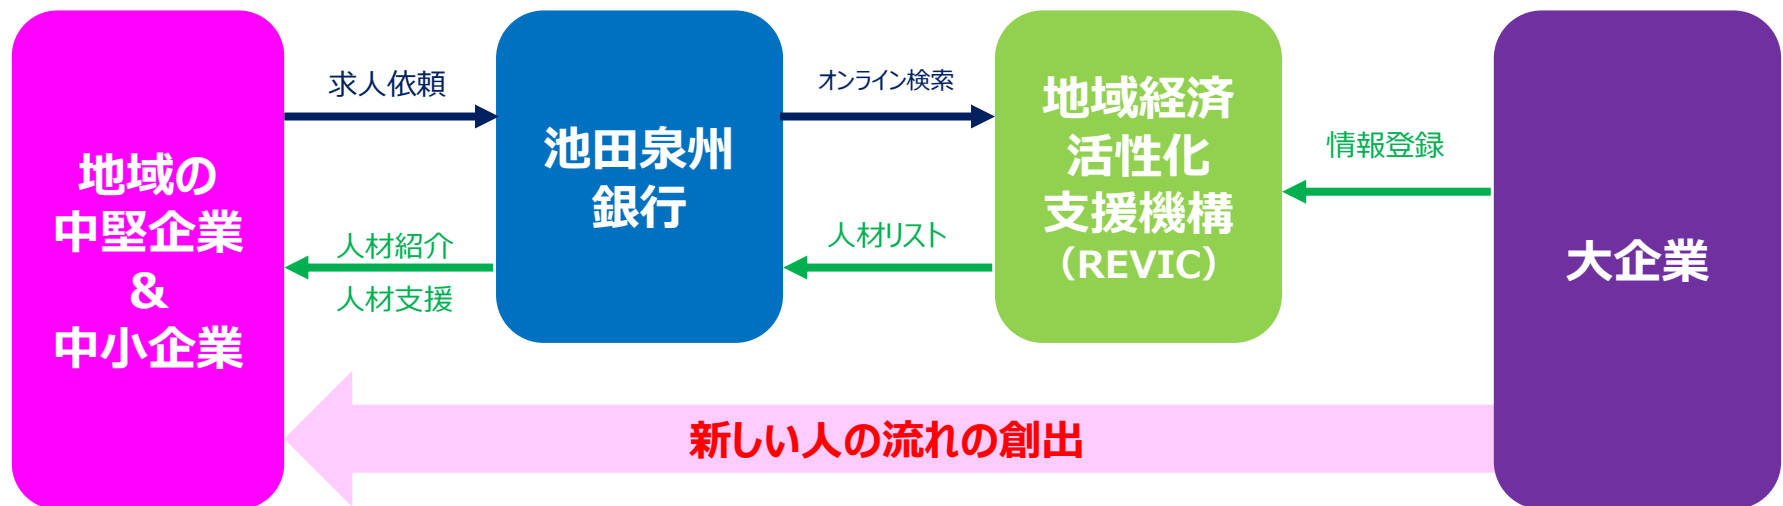 地域の
中堅企業
&
中小企業
求人依頼
人材紹介
人材支援
池田泉州
銀行
オンライン検索
人材リスト
地域経済
活性化
支援機構
（REVIC）
情報登録
大企業
新しい人の流れの創出